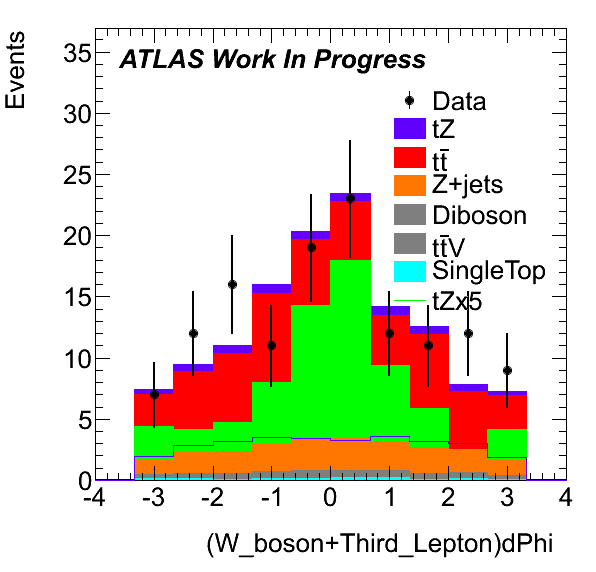 Events
35
30
25
20
15
10
5
0
ATLAS Work In Progress
Data
tZ
tt̄
Z+jets
Diboson
tt̄V
SingleTop
tZx5
-4 -3 -2 -1 0 1 2 3 4
(W_boson+Third_Lepton)dPhi